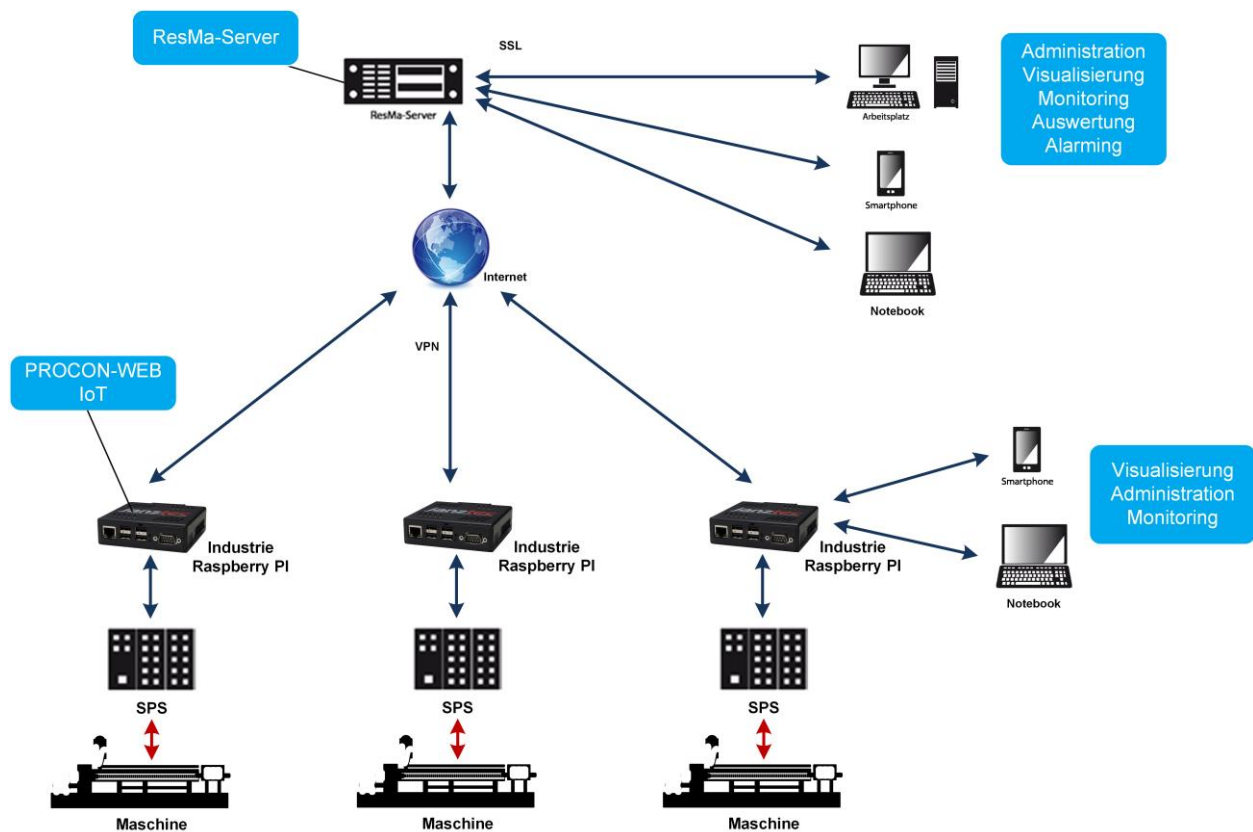 ResMa-Server
SSL
ResMa-Server
Arbeitsplatz
Administration
Visualisierung
Monitoring
Auswertung
Alarming
Smartphone
Internet
Notebook
VPN
PROCON-WEB
IoT
Industrie
Raspberry PI
Industrie
Raspberry PI
Industrie
Raspberry PI
Smartphone
Visualisierung
Administration
Monitoring
Notebook
SPS
SPS
SPS
Maschine
Maschine
Maschine